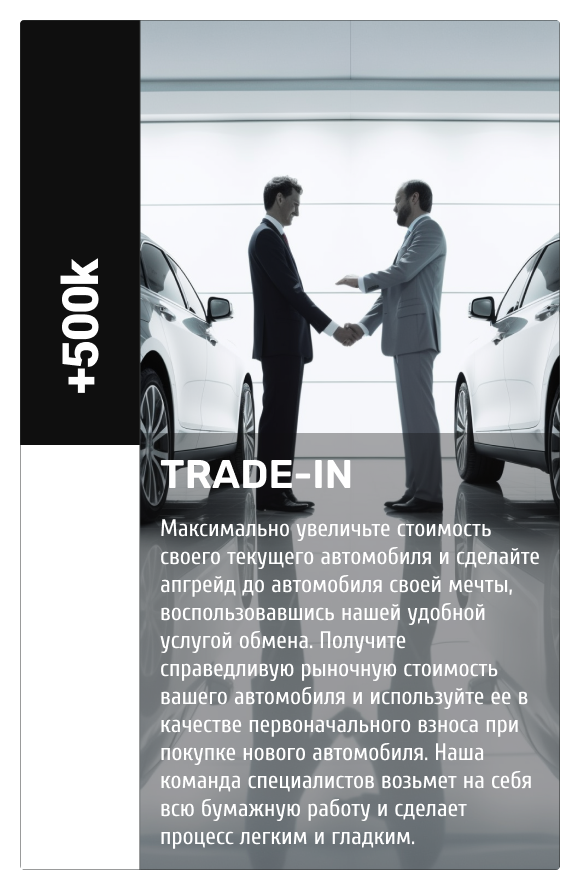 +500k
TRADE-IN
Максимально увеличьте стоимость
своего текущего автомобиля и сделайте
апгрейд до автомобиля своей мечты,
воспользовавшись нашей удобной
услугой обмена. Получите
справедливую рыночную стоимость
вашего автомобиля и используйте ее в
качестве первоначального взноса при
покупке нового автомобиля. Наша
команда специалистов возьмет на себя
всю бумажную работу и сделает
процесс легким и гладким.